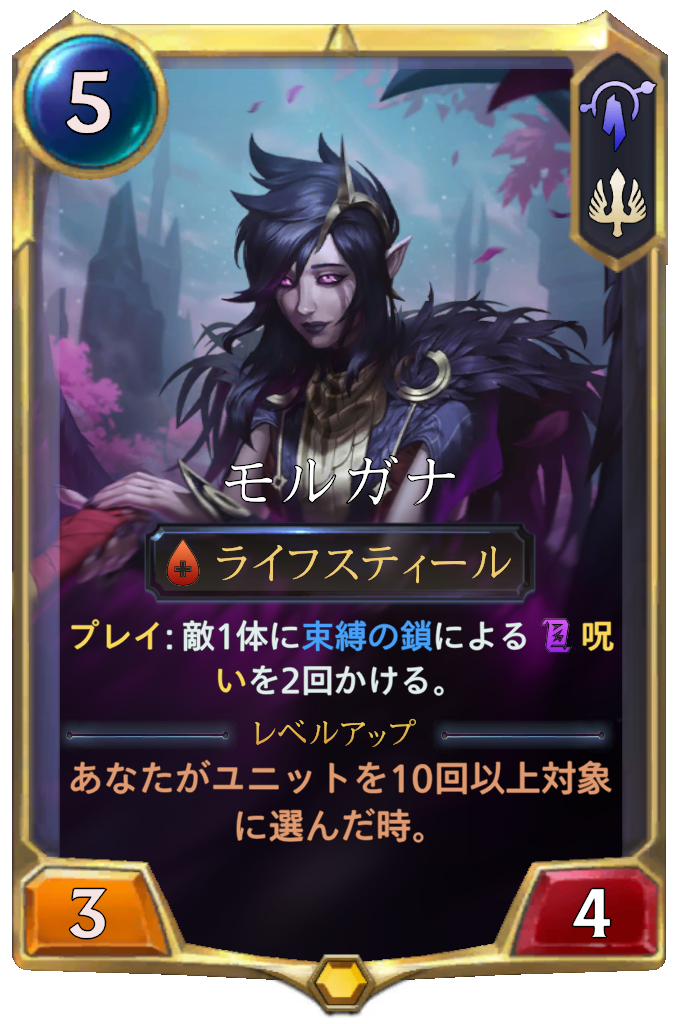 5
モルガナ
ライフスティール
プレイ: 敵1体に束縛の鎖による 呪
いを2回かける。
レベルアップ
あなたがユニットを10回以上対象
に選んだ時。
3
4